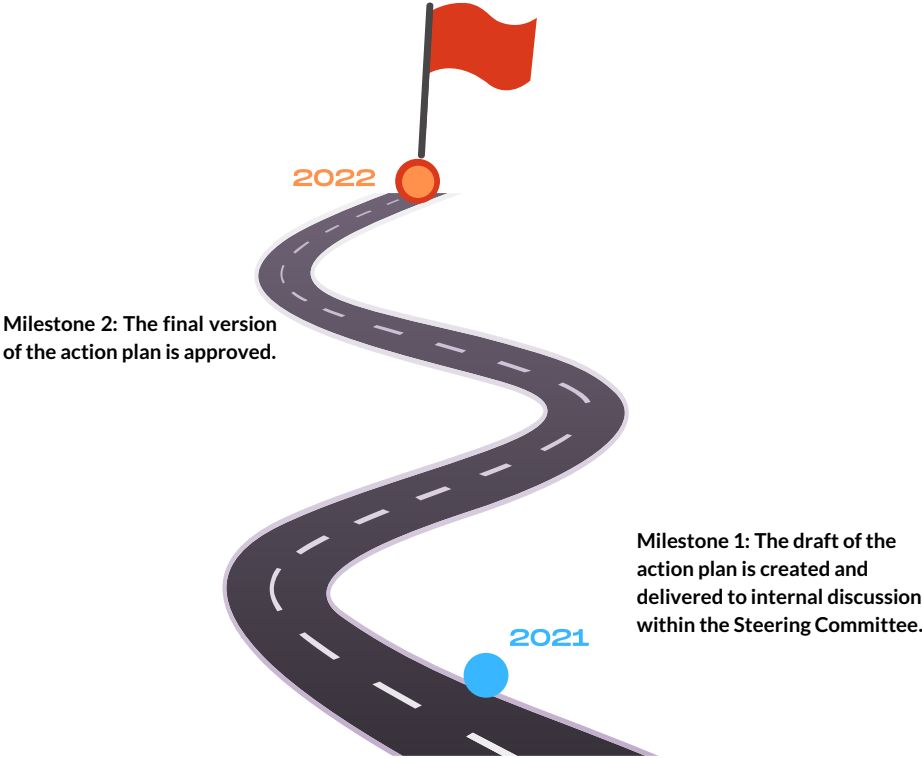 2022
Milestone 2: The final version
of the action plan is approved.
Milestone 1: The draft of the
action plan is created and
delivered to internal discussion
within the Steering Committee.
2021